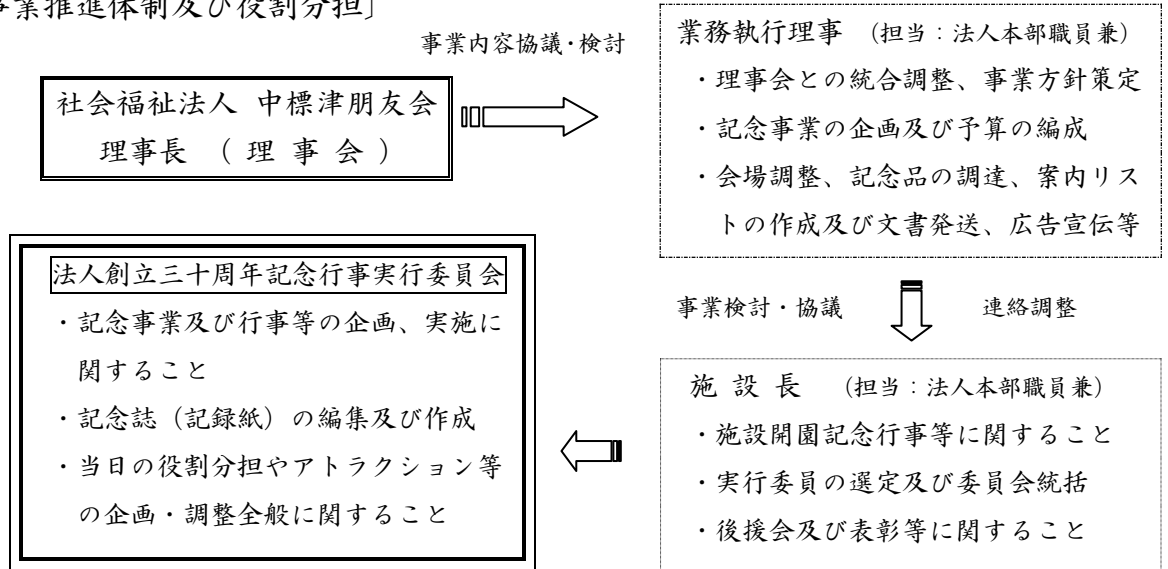 事業推進体制及び役割分担]
事業内容協議・検討
社会福祉法人 中標津朋友会
理事長 ( 理 事 会 )
業務執行理事 (担当:法人本部職員兼)
・理事会との統合調整、事業方針策定
・記念事業の企画及び予算の編成
・会場調整、記念品の調達、案内リス
トの作成及び文書発送、広告宣伝等
事業検討・協議 連絡調整
施 設 長 (担当:法人本部職員兼)
・施設開園記念行事等に関すること
・実行委員の選定及び委員会統括
・後援会及び表彰等に関すること
法人創立三十周年記念行事実行委員会
・記念事業及び行事等の企画、実施に
関すること
・記念誌(記録紙)の編集及び作成
・当日の役割分担やアトラクション等
の企画・調整全般に関すること